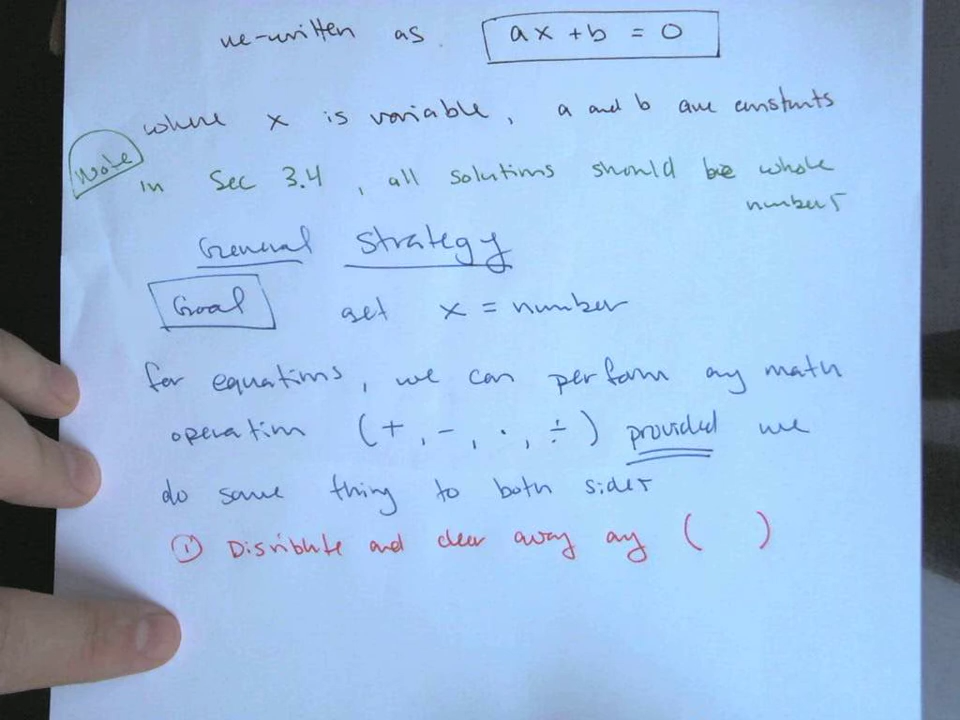 re-written as ax + b = 0
where x is variable, a and b are constants
Note
in Sec 3.4, all solutions should be whole
numbers
General Strategy
Goal get x = number
for equations, we can perform any math
operation (+, -, ·, ÷) provided we
do same thing to both sides
① Disribute and clear away any ( )